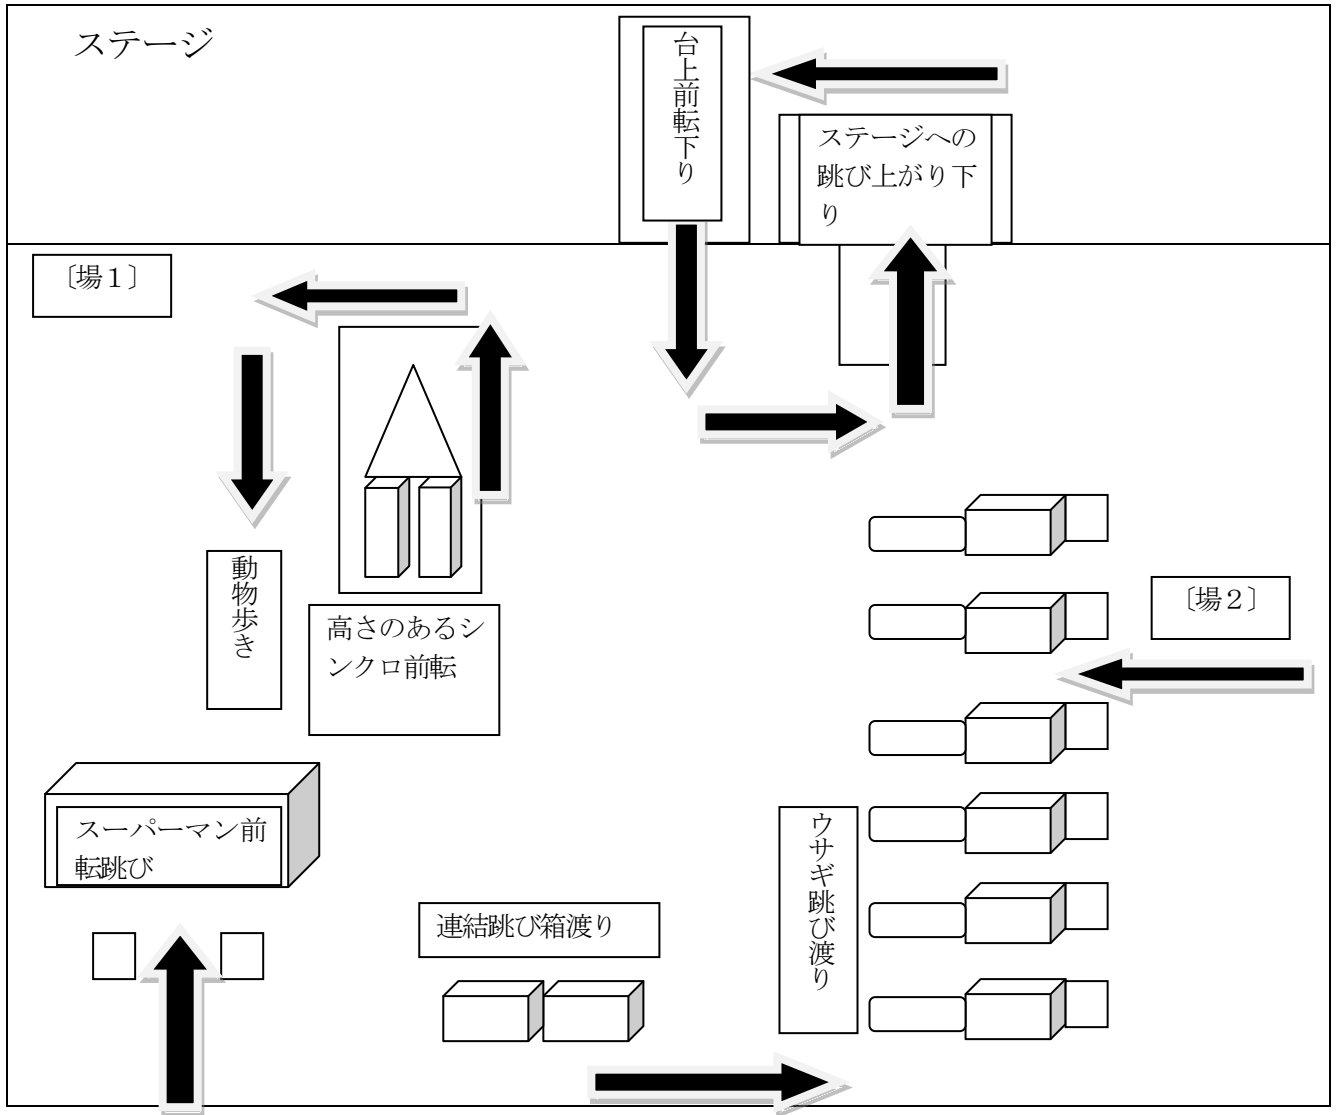 ステージ
台上前転下り
ステージへの
跳び上がり下
り
〔場１〕
動物歩き
高さのあるシ
ンクロ前転
〔場２〕
スーパーマン前
転跳び
ウサギ跳び渡り
連結跳び箱渡り